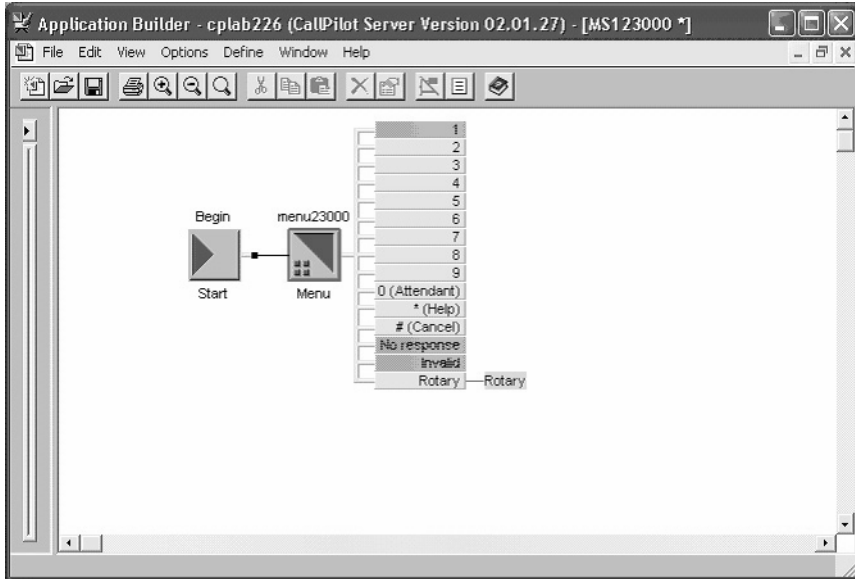 Application Builder - cplab226 (CallPilot Server Version 02.01.27) - [MS123000 *]
File Edit View Options Define Window Help
1
2
3
4
5
6
7
8
9
0 (Attendant)
* (Help)
# (Cancel)
No response
Invalid
Rotary Rotary
Begin menu23000
Start Menu